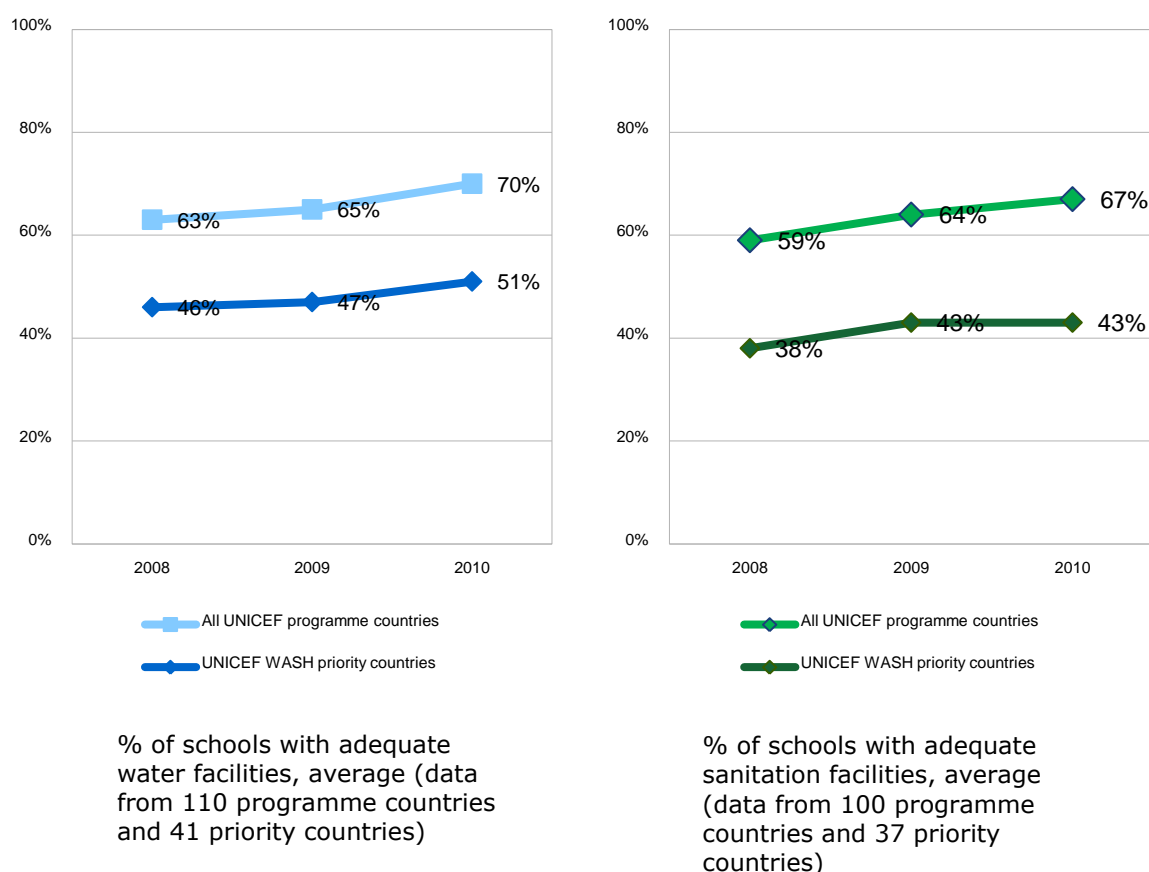 100%
80%
60%
40%
20%
0%
63%
65%
70%
46%
47%
51%
2008
2009
2010
All UNICEF programme countries
UNICEF WASH priority countries
% of schools with adequate
water facilities, average (data
from 110 programme countries
and 41 priority countries)
100%
80%
60%
40%
20%
0%
59%
64%
67%
38%
43%
43%
2008
2009
2010
All UNICEF programme countries
UNICEF WASH priority countries
% of schools with adequate
sanitation facilities, average
(data from 100 programme
countries and 37 priority
countries)